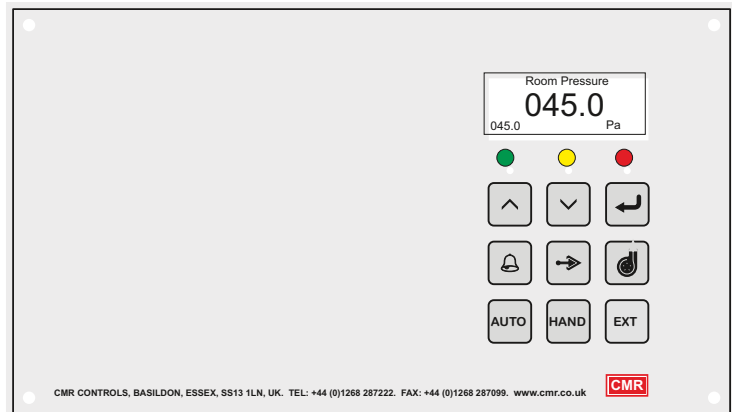 Room Pressure
045.0
045.0 Pa
AUTO HAND EXT
CMR
CMR CONTROLS, BASILDON, ESSEX, SS13 1LN, UK. TEL: +44 (0)1268 287222. FAX: +44 (0)1268 287099. www.cmr.co.uk